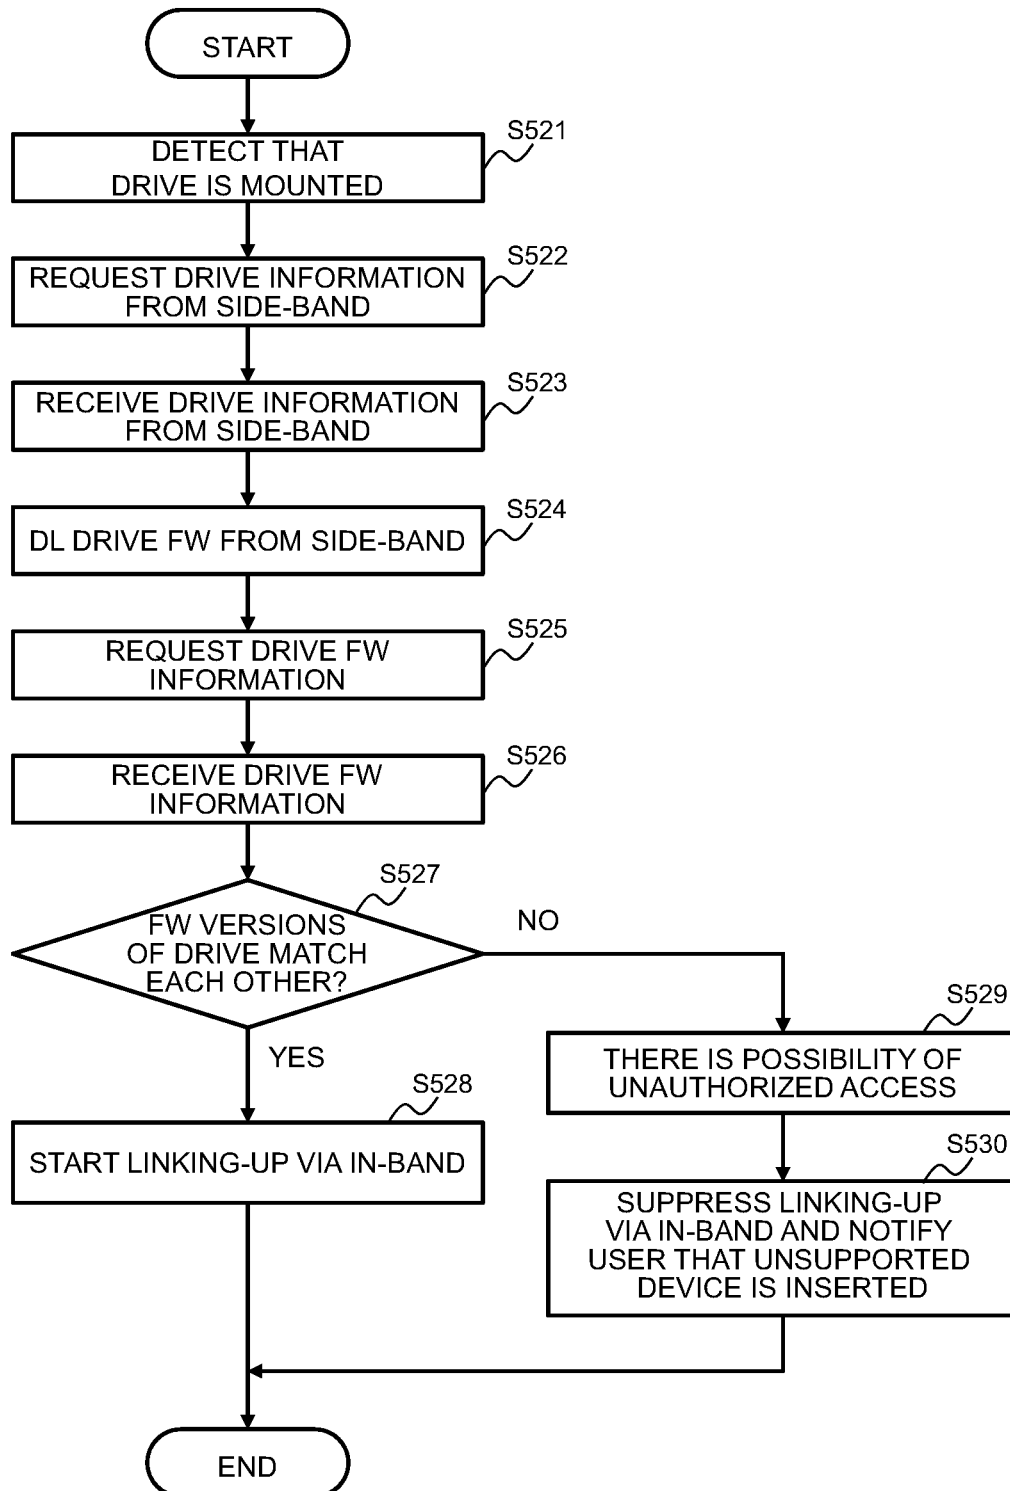 START
S521
DETECT THAT
DRIVE IS MOUNTED
S522
REQUEST DRIVE INFORMATION
FROM SIDE-BAND
S523
RECEIVE DRIVE INFORMATION
FROM SIDE-BAND
S524
DL DRIVE FW FROM SIDE-BAND
S525
REQUEST DRIVE FW
INFORMATION
S526
RECEIVE DRIVE FW
INFORMATION
S527
FW VERSIONS
OF DRIVE MATCH
EACH OTHER?
NO
YES
S528
START LINKING-UP VIA IN-BAND
S529
THERE IS POSSIBILITY OF
UNAUTHORIZED ACCESS
S530
SUPPRESS LINKING-UP
VIA IN-BAND AND NOTIFY
USER THAT UNSUPPORTED
DEVICE IS INSERTED
END